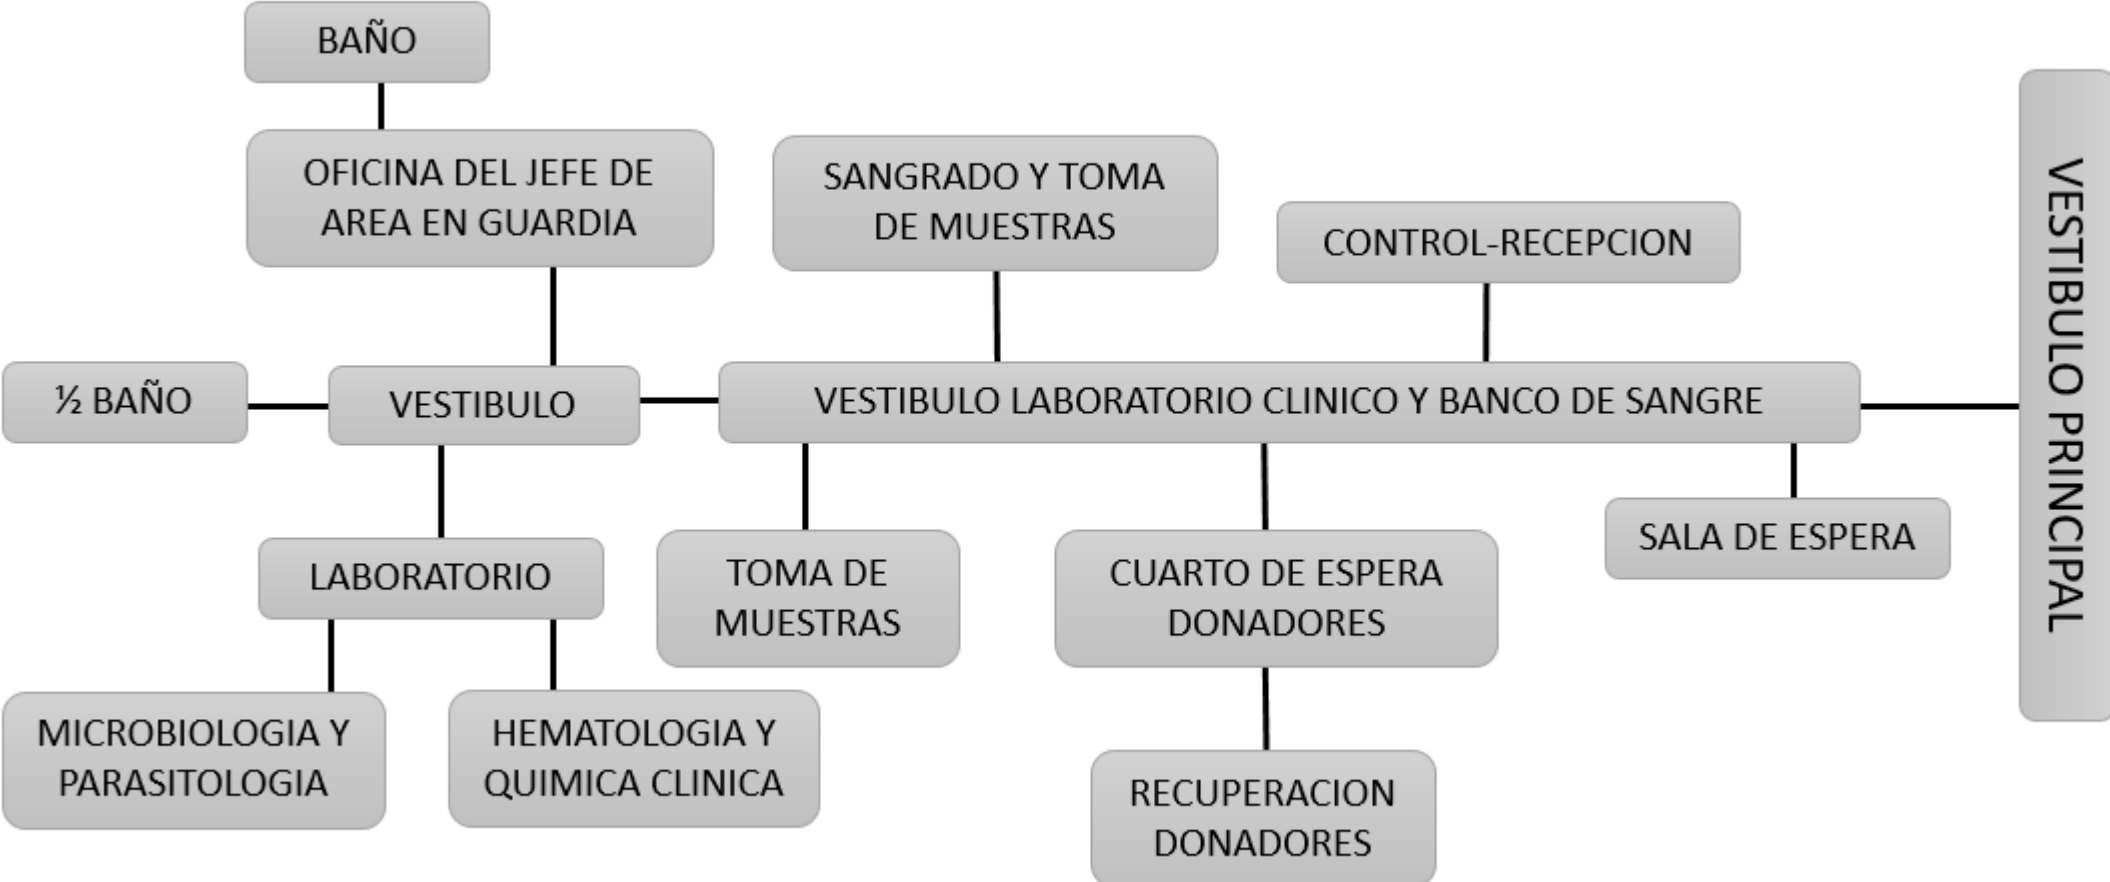 BAÑO
OFICINA DEL JEFE DE
AREA EN GUARDIA
SANGRADO Y TOMA
DE MUESTRAS
CONTROL-RECEPCION
VESTIBULO PRINCIPAL
½ BAÑO
VESTIBULO
VESTIBULO LABORATORIO CLINICO Y BANCO DE SANGRE
LABORATORIO
TOMA DE
MUESTRAS
CUARTO DE ESPERA
DONADORES
SALA DE ESPERA
MICROBIOLOGIA Y
PARASITOLOGIA
HEMATOLOGIA Y
QUIMICA CLINICA
RECUPERACION
DONADORES